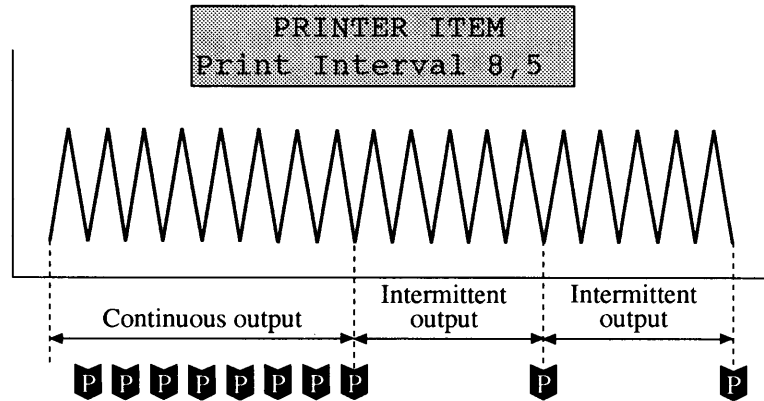 PRINTER ITEM
Print Interval 8,5
Continuous output
Intermittent
output
Intermittent
output
P P P P P P P P P P